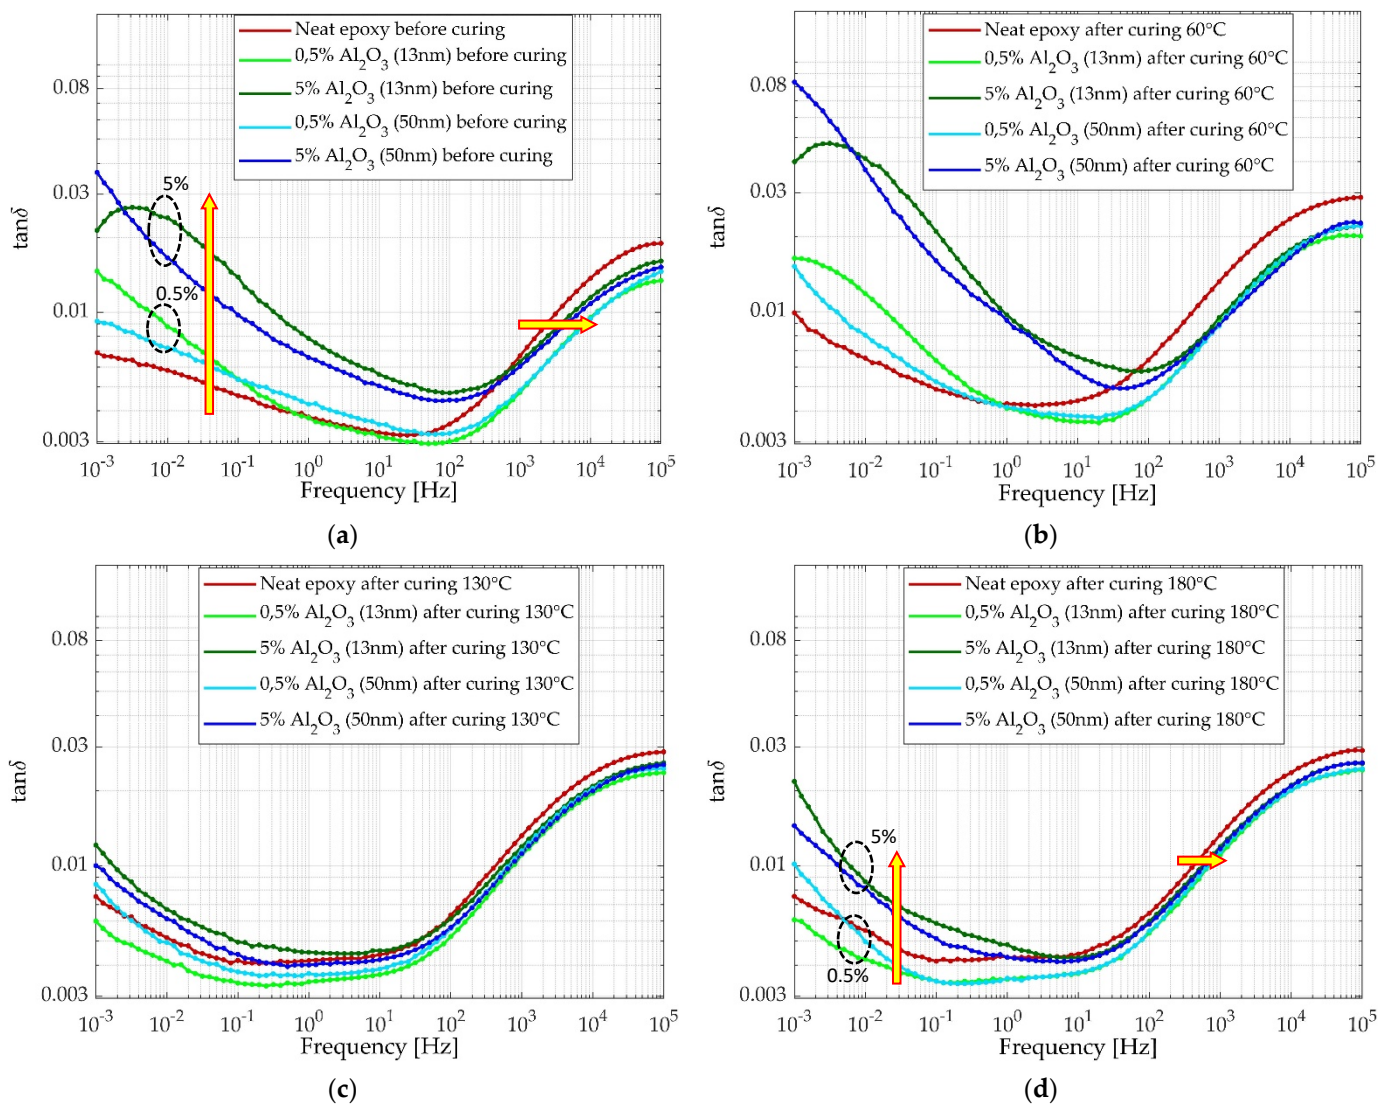 Neat epoxy before curing
0,5% Al2O3 (13nm) before curing
5% Al2O3 (13nm) before curing
0,5% Al2O3 (50nm) before curing
5% Al2O3 (50nm) before curing
0.08
0.03
0.01
0.003
tanδ
5%
0.5%
10-3 10-2 10-1 100 101 102 103 104 105
Frequency [Hz]
(a)
Neat epoxy after curing 60°C
0,5% Al2O3 (13nm) after curing 60°C
5% Al2O3 (13nm) after curing 60°C
0,5% Al2O3 (50nm) after curing 60°C
5% Al2O3 (50nm) after curing 60°C
0.08
0.03
0.01
0.003
tanδ
10-3 10-2 10-1 100 101 102 103 104 105
Frequency [Hz]
(b)
Neat epoxy after curing 130°C
0,5% Al2O3 (13nm) after curing 130°C
5% Al2O3 (13nm) after curing 130°C
0,5% Al2O3 (50nm) after curing 130°C
5% Al2O3 (50nm) after curing 130°C
0.08
0.03
0.01
0.003
tanδ
10-3 10-2 10-1 100 101 102 103 104 105
Frequency [Hz]
(c)
Neat epoxy after curing 180°C
0,5% Al2O3 (13nm) after curing 180°C
5% Al2O3 (13nm) after curing 180°C
0,5% Al2O3 (50nm) after curing 180°C
5% Al2O3 (50nm) after curing 180°C
0.08
0.03
0.01
0.003
tanδ
5%
0.5%
10-3 10-2 10-1 100 101 102 103 104 105
Frequency [Hz]
(d)